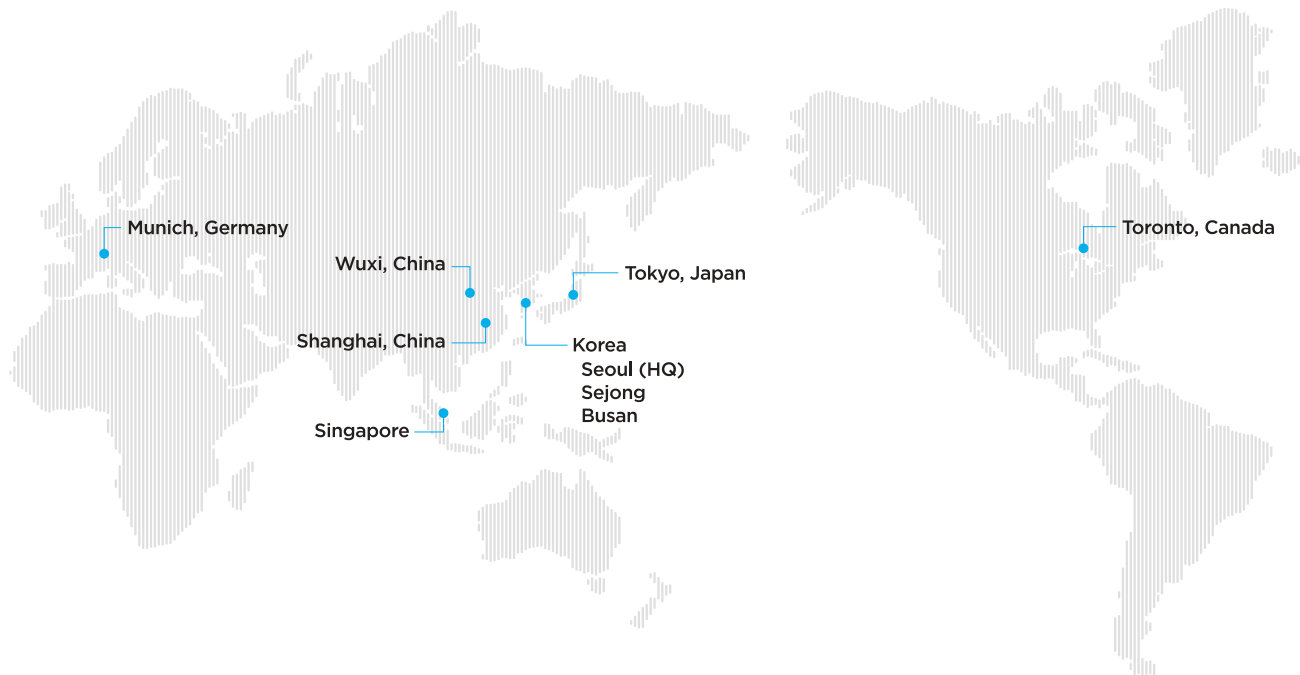 Munich, Germany
Toronto, Canada
Wuxi, China
Tokyo, Japan
Shanghai, China
Korea
Seoul (HQ)
Sejong
Busan
Singapore